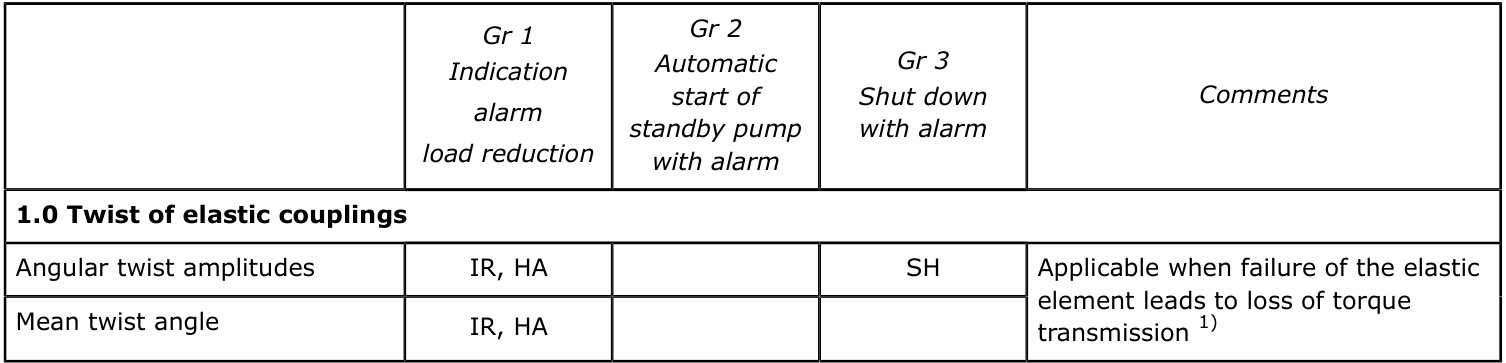 Gr 1
Indication
alarm
load reduction
Gr 2
Automatic
start of
standby pump
with alarm
Gr 3
Shut down
with alarm
Comments
1.0 Twist of elastic couplings
Angular twist amplitudes
IR, HA
SH
Applicable when failure of the elastic
element leads to loss of torque
transmission 1)
Mean twist angle
IR, HA